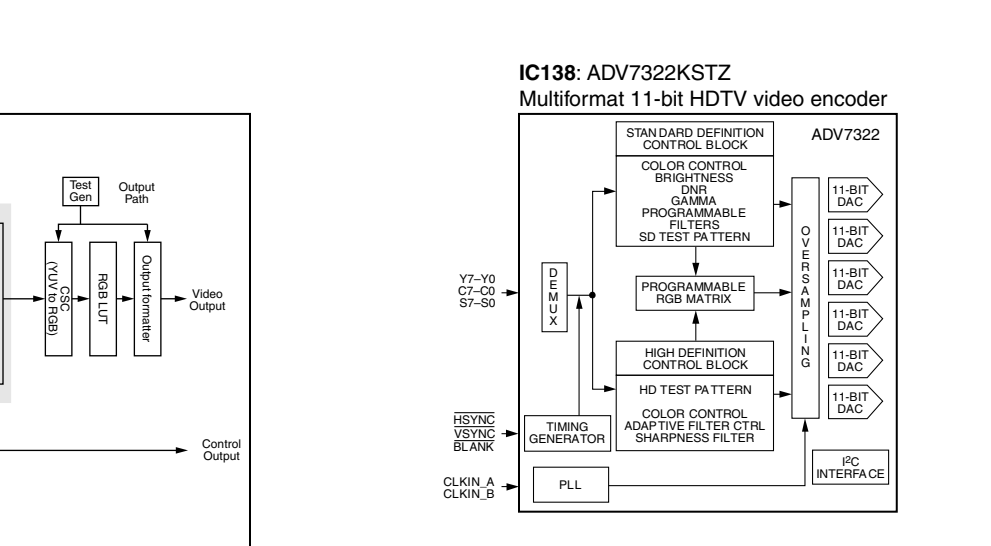 Test
Gen
Output
Path
CSC
(YUV to RGB)
RGB LUT
Output formatter
Video
Output
Control
Output
IC138: ADV7322KSTZ
Multiformat 11-bit HDTV video encoder
ADV7322
STANDARD DEFINITION
CONTROL BLOCK
COLOR CONTROL
BRIGHTNESS
DNR
GAMMA
PROGRAMMABLE
FILTERS
SD TEST PATTERN
Y7–Y0
C7–C0
S7–S0
DEMUX
PROGRAMMABLE
RGB MATRIX
HIGH DEFINITION
CONTROL BLOCK
HD TEST PATTERN
COLOR CONTROL
ADAPTIVE FILTER CTRL
SHARPNESS FILTER
OVERSAMPLING
11-BIT
DAC
11-BIT
DAC
11-BIT
DAC
11-BIT
DAC
11-BIT
DAC
11-BIT
DAC
HSYNC
VSYNC
BLANK
TIMING
GENERATOR
CLKIN_A
CLKIN_B
PLL
I²C
INTERFACE